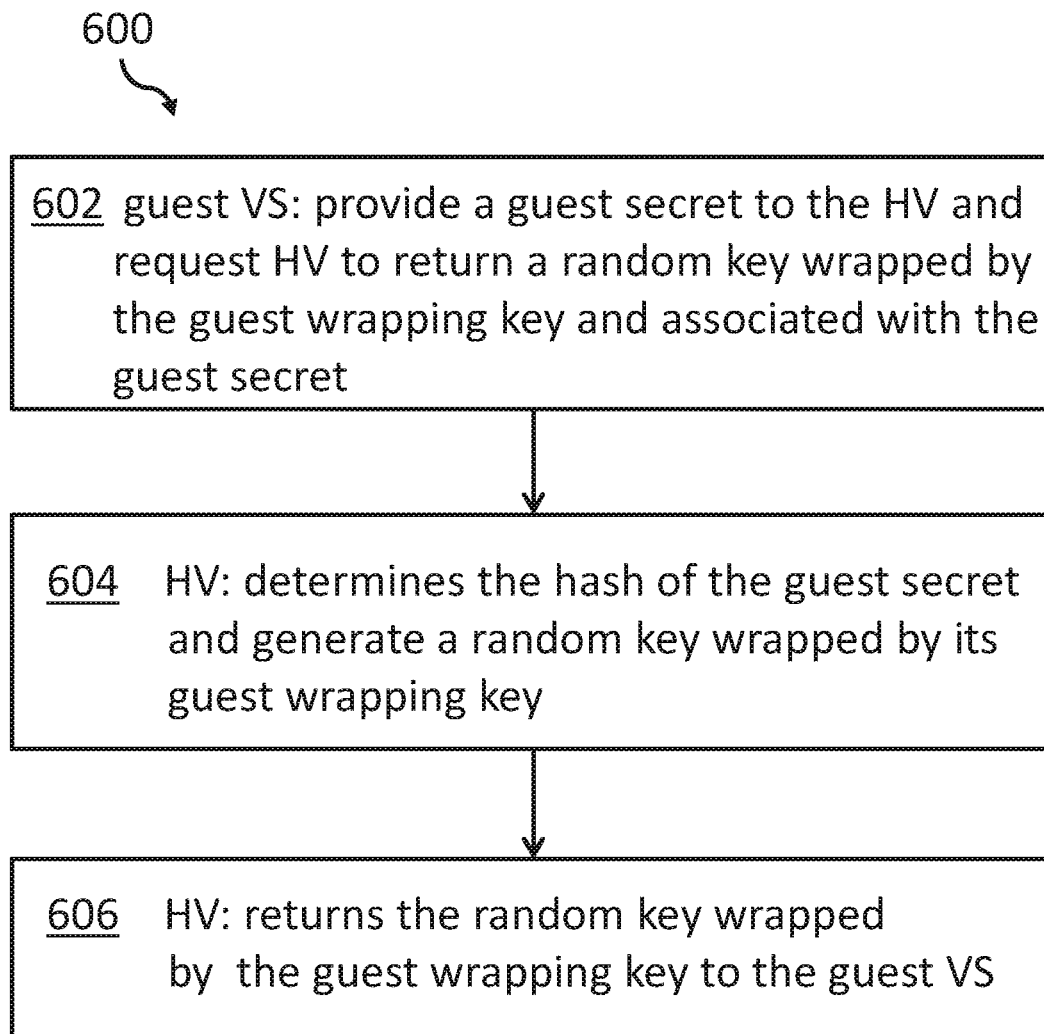 600
602 guest VS: provide a guest secret to the HV and
request HV to return a random key wrapped by
the guest wrapping key and associated with the
guest secret
604 HV: determines the hash of the guest secret
and generate a random key wrapped by its
guest wrapping key
606 HV: returns the random key wrapped
by the guest wrapping key to the guest VS